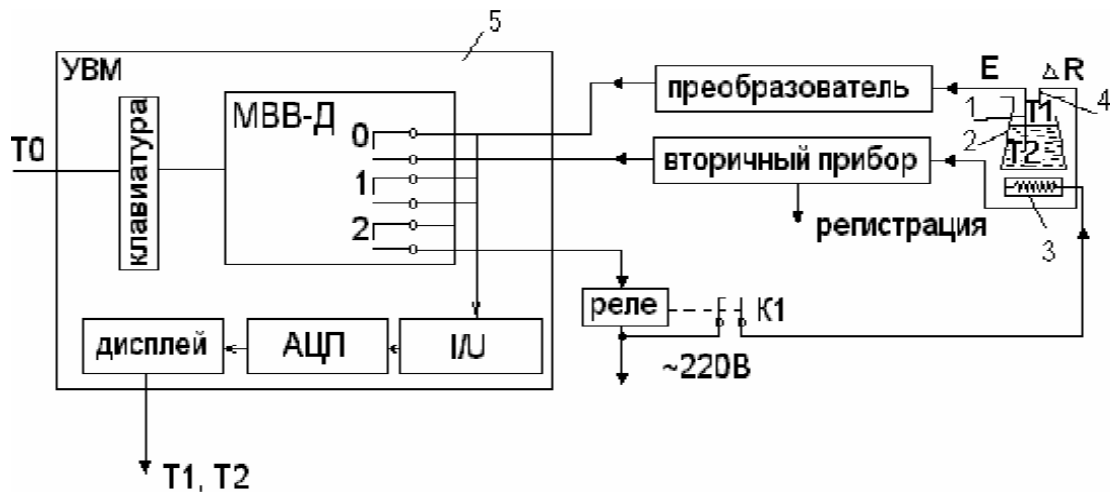 5
УВМ
T0
клавиатура
МВВ-Д
0
1
2
преобразователь
вторичный прибор
регистрация
E
ΔR
1
2
4
T1
T2
3
реле
K1
~220В
дисплей
АЦП
I/U
T1, T2